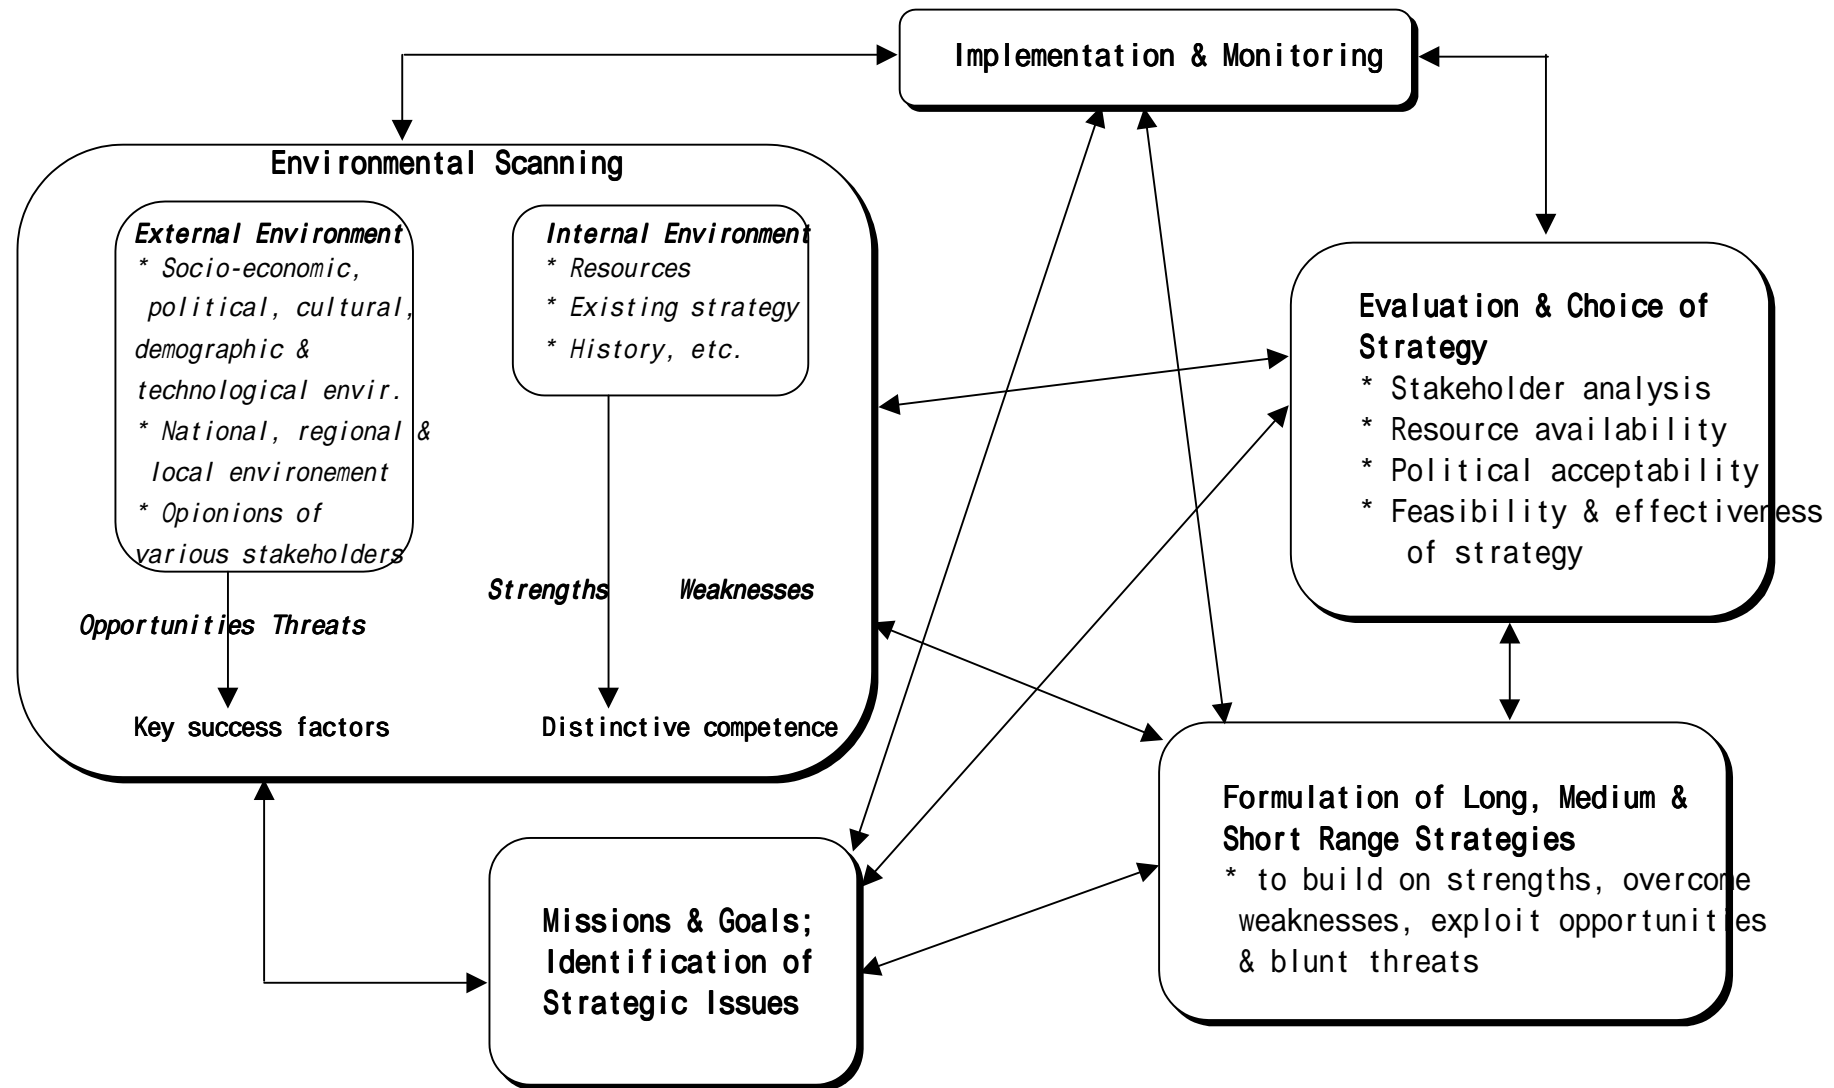 Implementation & Monitoring
Environmental Scanning
External Environment
* Socio-economic,
political, cultural,
demographic &
technological envir.
* National, regional &
local environement
* Opionions of
various stakeholders
Opportunities Threats
Key success factors
Internal Environment
* Resources
* Existing strategy
* History, etc.
Strengths Weaknesses
Distinctive competence
Evaluation & Choice of
Strategy
* Stakeholder analysis
* Resource availability
* Political acceptability
* Feasibility & effectiveness
of strategy
Missions & Goals;
Identification of
Strategic Issues
Formulation of Long, Medium &
Short Range Strategies
* to build on strengths, overcome
weaknesses, exploit opportunities
& blunt threats